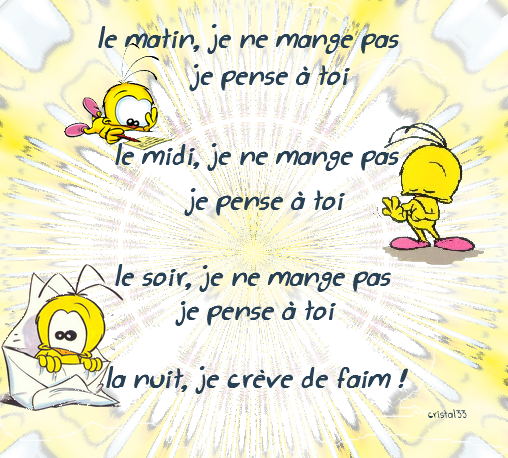 le matin, je ne mange pas
je pense à toi
le midi, je ne mange pas
je pense à toi
le soir, je ne mange pas
je pense à toi
la nuit, je crève de faim !
cristal33